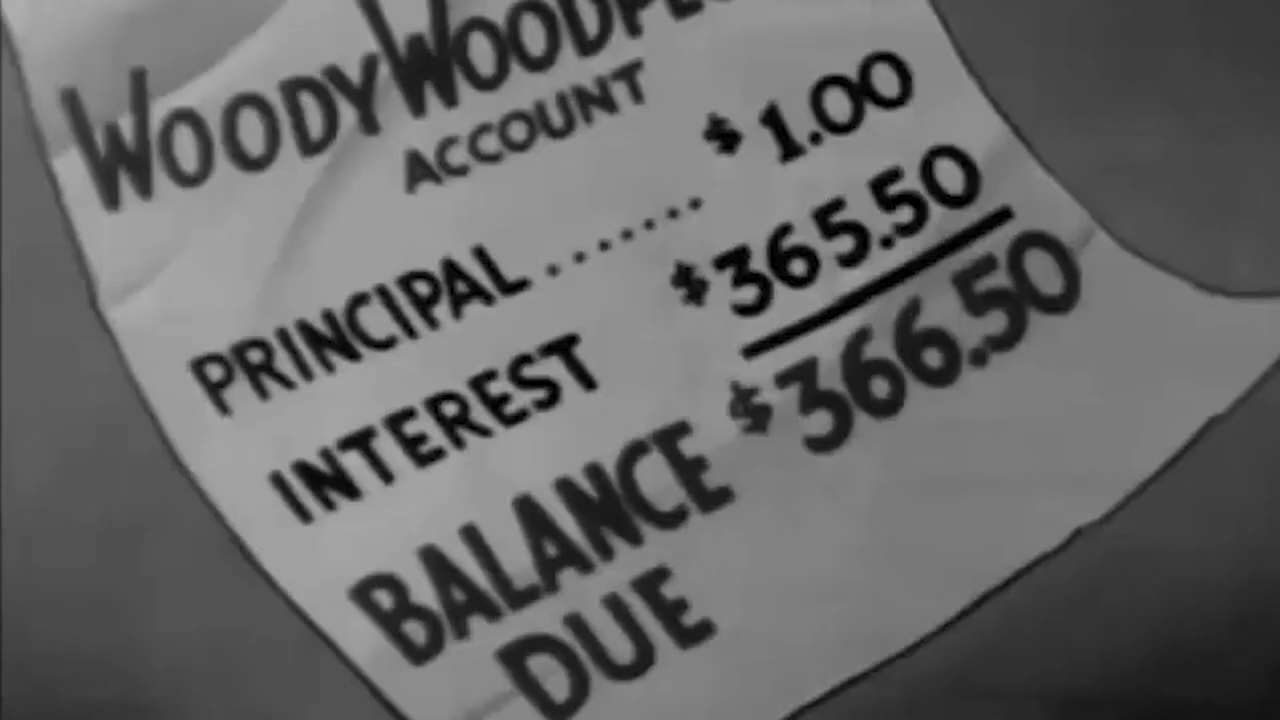 WOODY WOODPE
ACCOUNT
PRINCIPAL........ $1.00
INTEREST $365.50
BALANCE $366.50
DUE